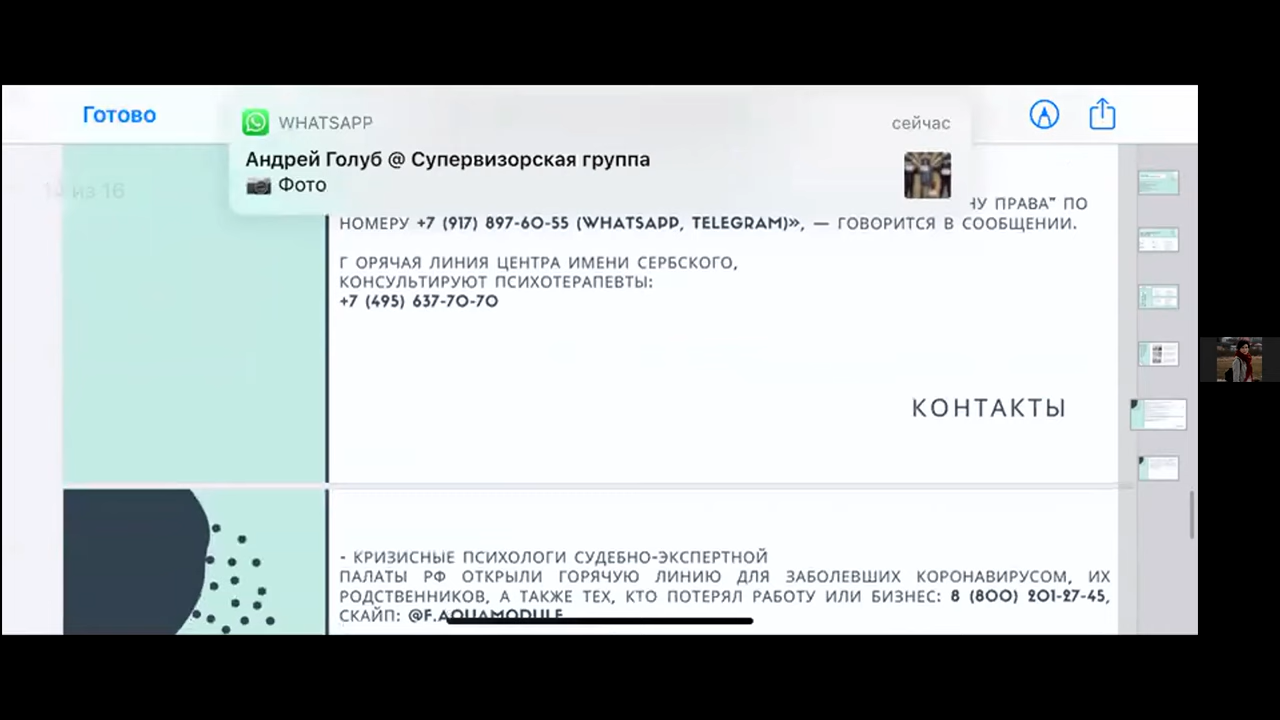 Готово
WHATSAPP
сейчас
Андрей Голуб @ Супервизорская группа
Фото
из 16
ПРАВА" ПО
НОМЕРУ +7 (917) 897-60-55 (WHATSAPP, TELEGRAM)», — ГОВОРИТСЯ В СООБЩЕНИИ.
Г ОРЯЧАЯ ЛИНИЯ ЦЕНТРА ИМЕНИ СЕРБСКОГО,
КОНСУЛЬТИРУЮТ ПСИХОТЕРАПЕВТЫ:
+7 (495) 637-70-70
КОНТАКТЫ
- КРИЗИСНЫЕ ПСИХОЛОГИ СУДЕБНО-ЭКСПЕРТНОЙ
ПАЛАТЫ РФ ОТКРЫЛИ ГОРЯЧУЮ ЛИНИЮ ДЛЯ ЗАБОЛЕВШИХ КОРОНАВИРУСОМ, ИХ
РОДСТВЕННИКОВ, А ТАКЖЕ ТЕХ, КТО ПОТЕРЯЛ РАБОТУ ИЛИ БИЗНЕС: 8 (800) 201-27-45,
СКАЙП: @F.AQUAMODULE